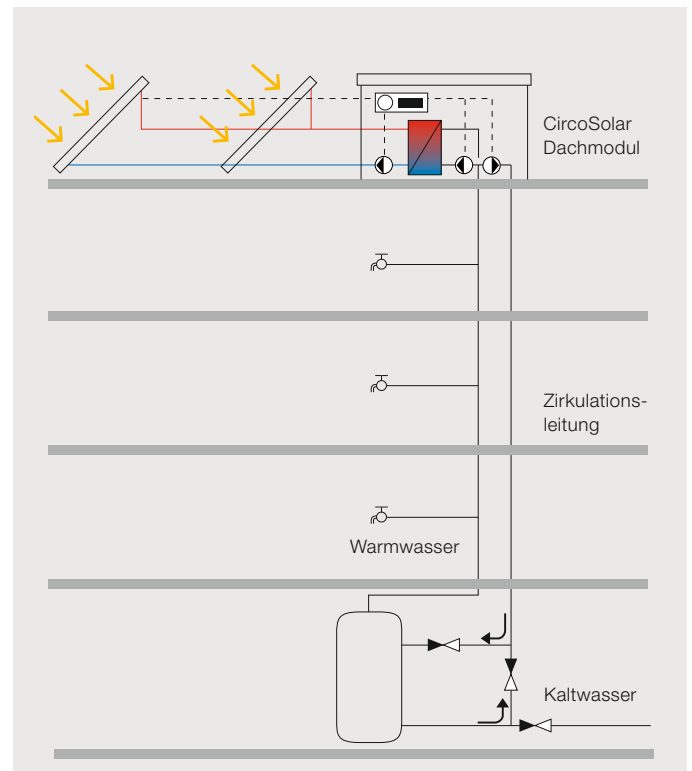 CircoSolar
Dachmodul
Zirkulations-
leitung
Warmwasser
Kaltwasser